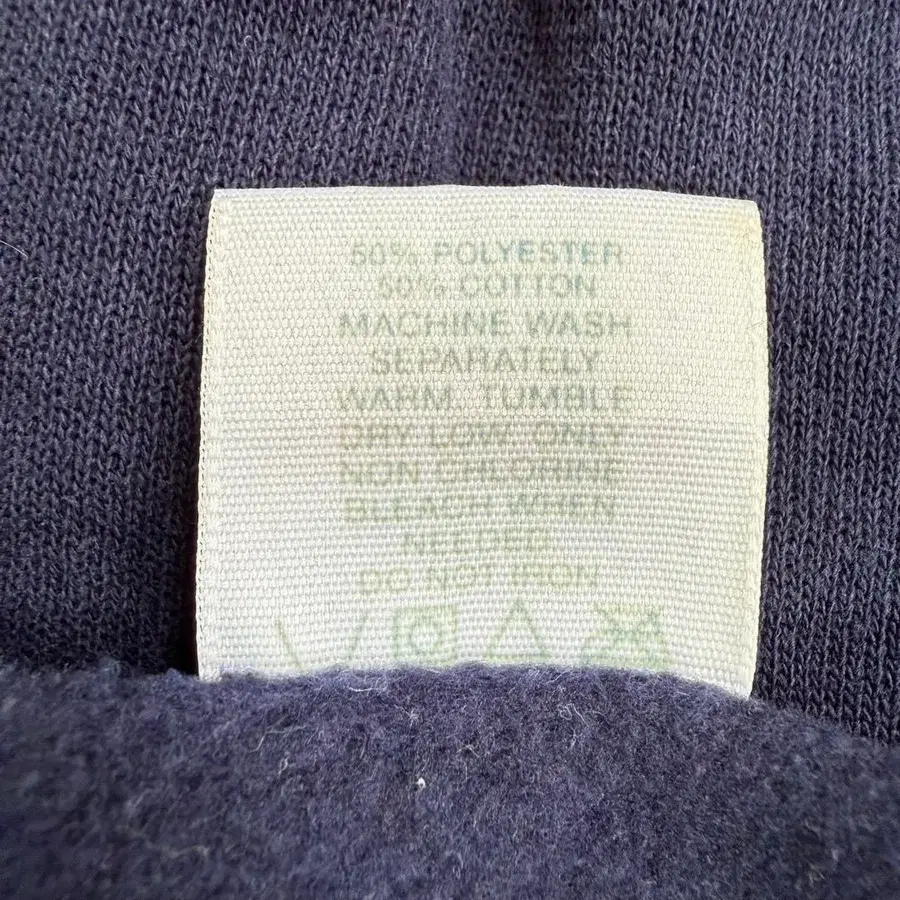 50% POLYESTER
50% COTTON
MACHINE WASH
SEPARATELY
WARM. TUMBLE
DRY LOW. ONLY
NON CHLORINE
BLEACH WHEN
NEEDED
DO NOT IRON